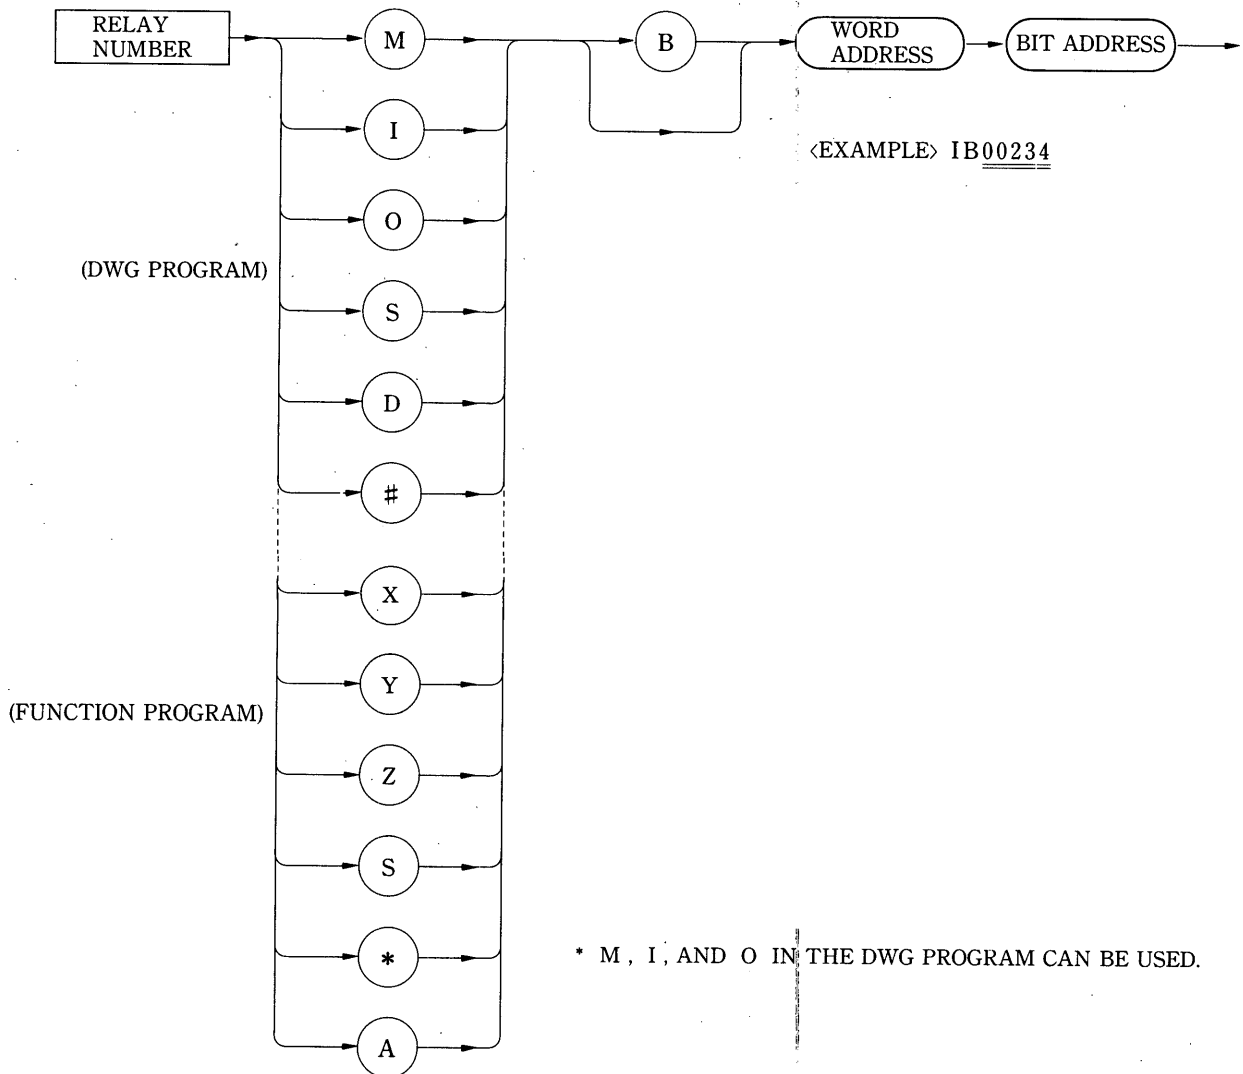 RELAY
NUMBER
M
B
WORD
ADDRESS
BIT ADDRESS
I
<EXAMPLE> IB00234
O
(DWG PROGRAM)
S
D
#
X
Y
(FUNCTION PROGRAM)
Z
S
*
* M , I , AND O IN THE DWG PROGRAM CAN BE USED.
A